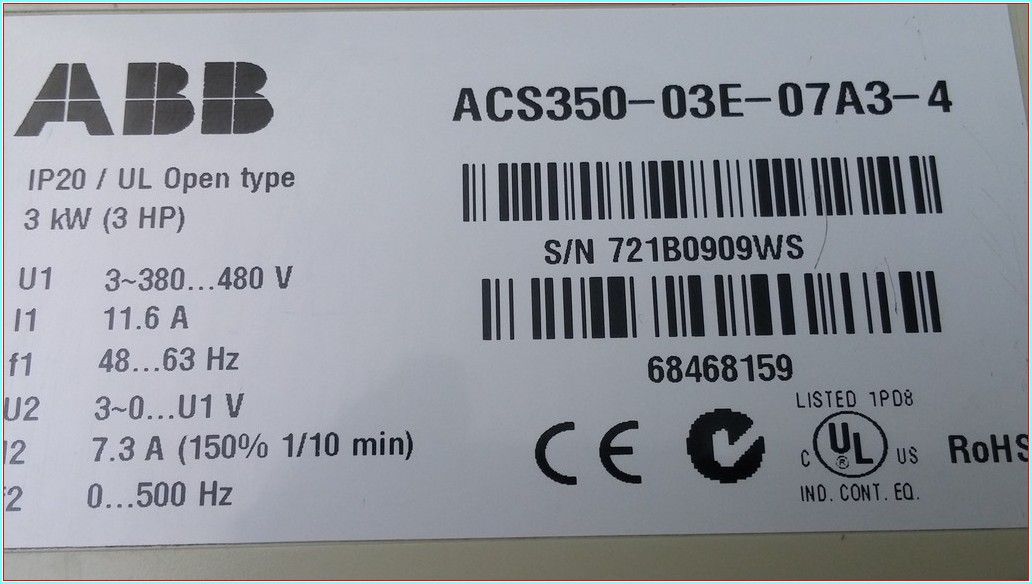 ABB
IP20 / UL Open type
3 kW (3 HP)
U1 3~380...480 V
I1 11.6 A
f1 48...63 Hz
U2 3~0...U1 V
I2 7.3 A (150% 1/10 min)
f2 0...500 Hz
ACS350-03E-07A3-4
S/N 721B0909WS
68468159
CE
LISTED 1PD8
C UL ® US
IND. CONT. EQ.
RoHS